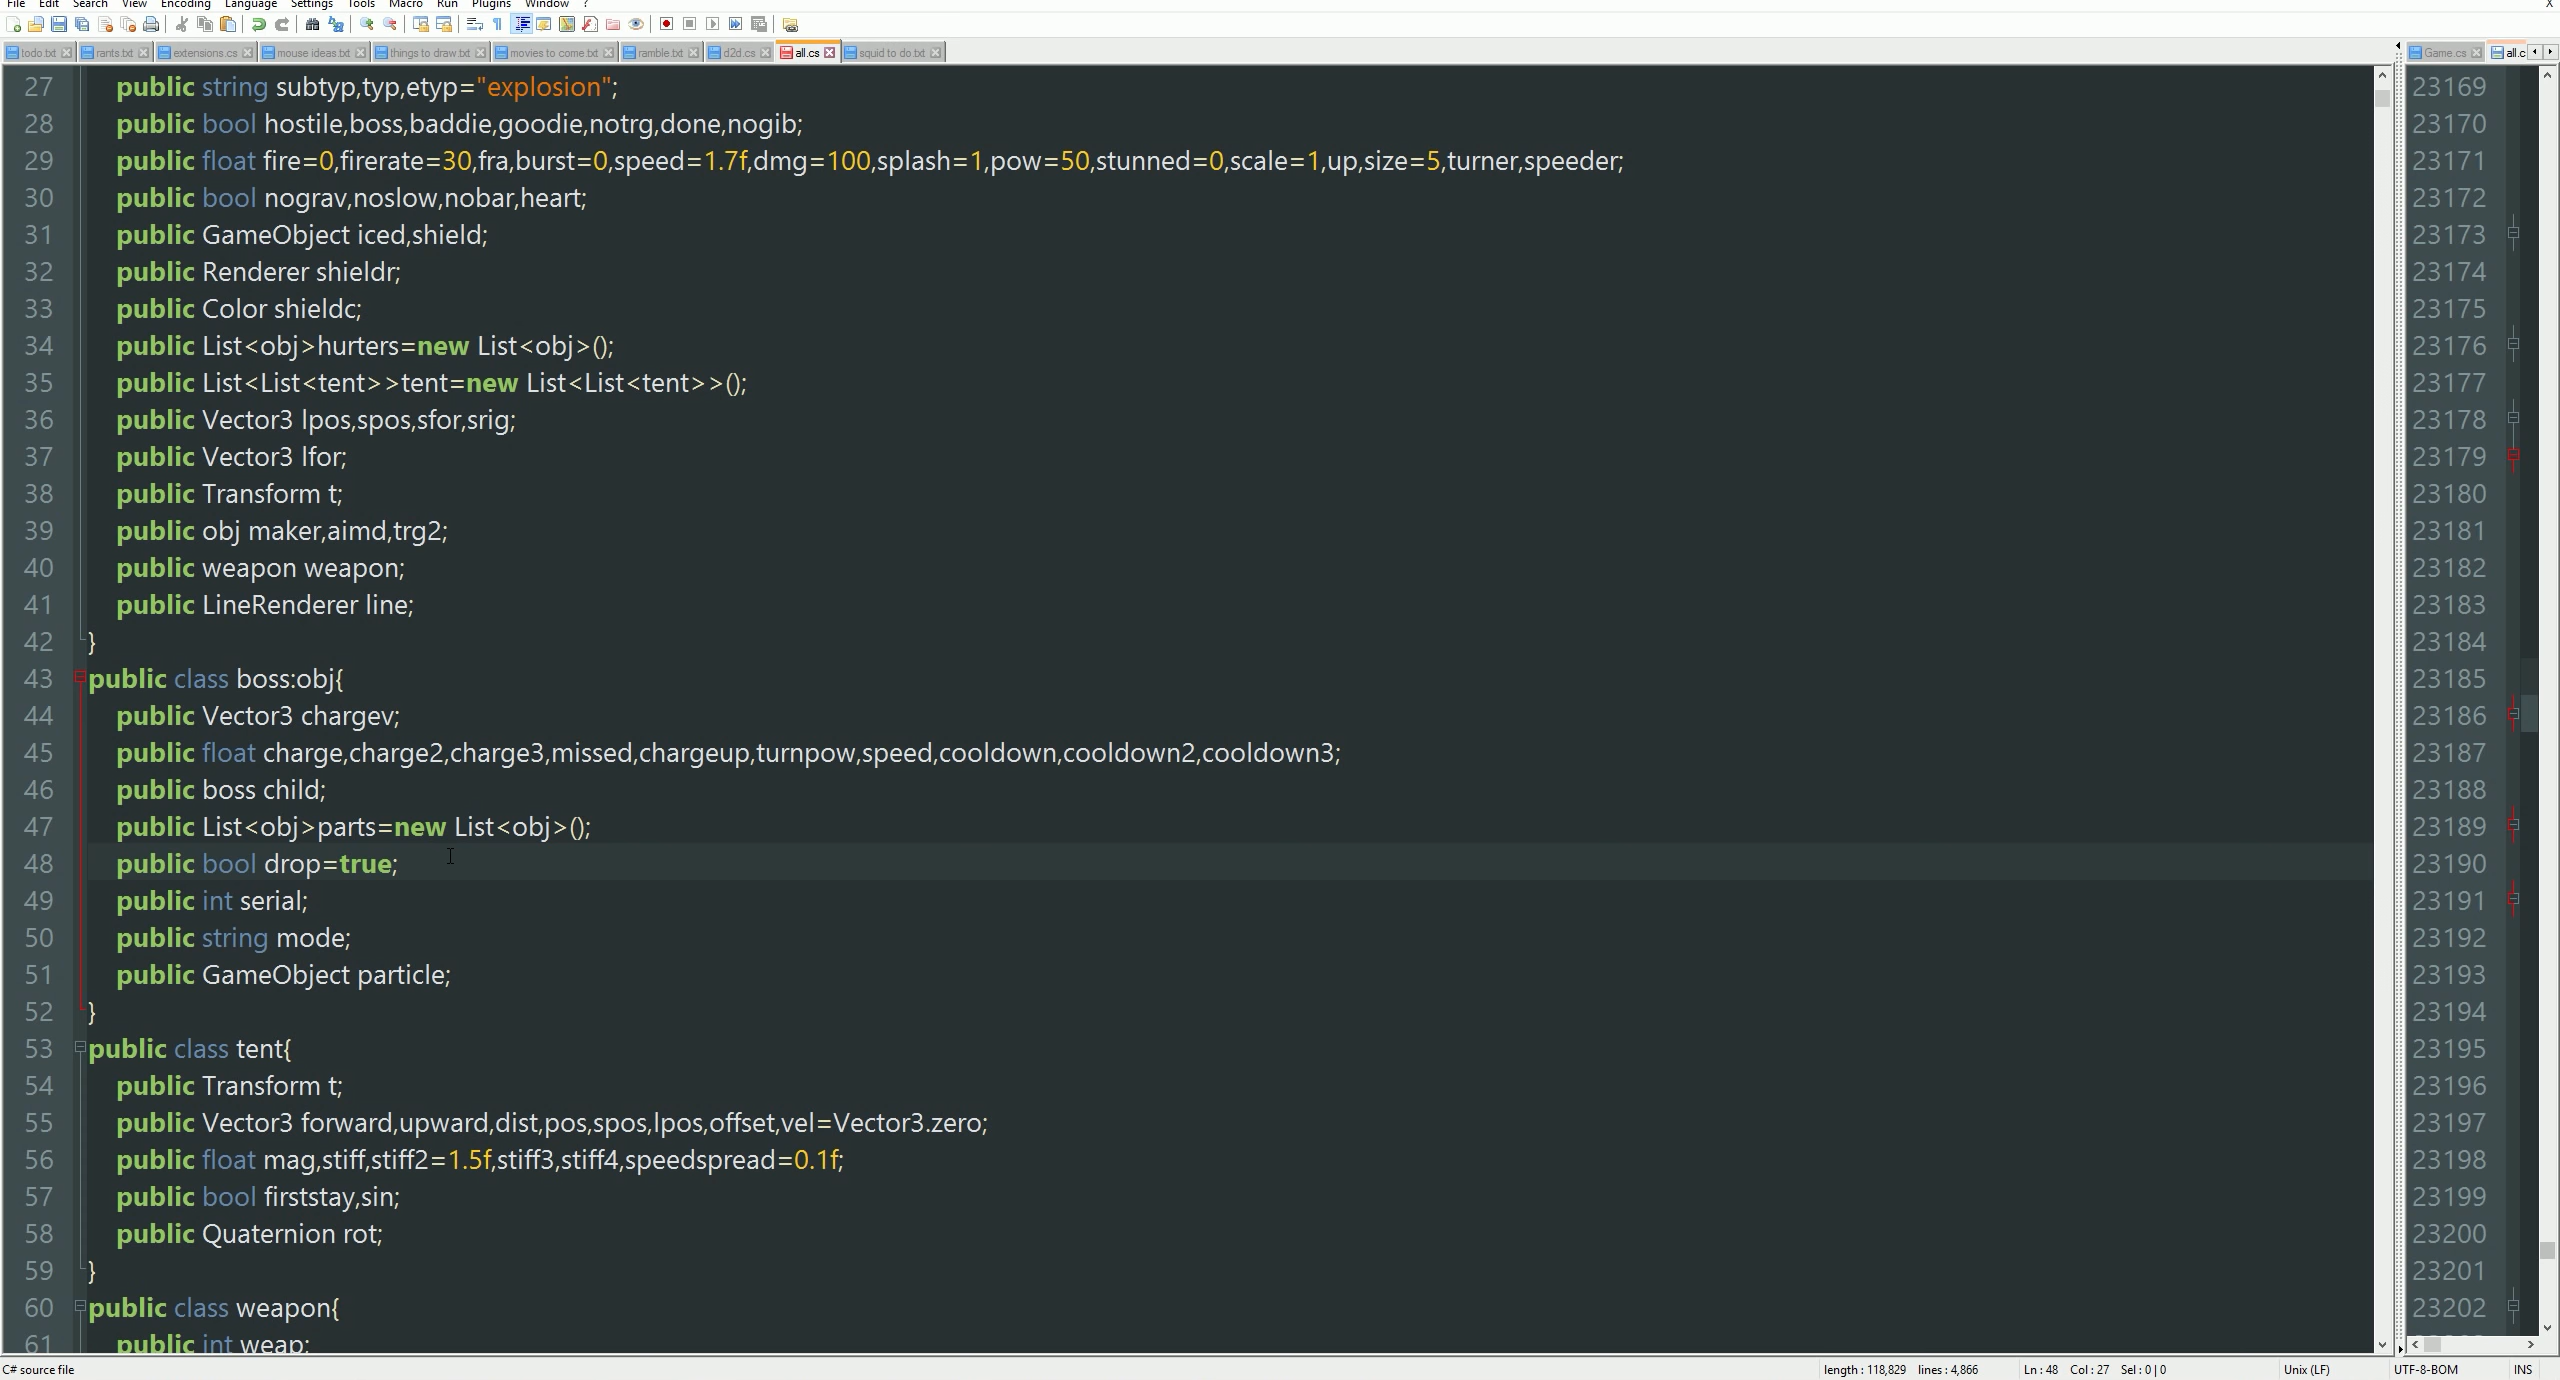 File Edit Search View Encoding Language Settings Tools Macro Run Plugins Window ? X
todo.txt rants.txt extensions.cs mouse ideas.txt things to draw.txt movies to come.txt ramble.txt d2d.cs all.cs squid to do.txt Game.cs all.c
27 public string subtyp,typ,etyp="explosion";
28 public bool hostile,boss,baddie,goodie,notrg,done,nogib;
29 public float fire=0,firerate=30,fra,burst=0,speed=1.7f,dmg=100,splash=1,pow=50,stunned=0,scale=1,up,size=5,turner,speeder;
30 public bool nograv,noslow,nobar,heart;
31 public GameObject iced,shield;
32 public Renderer shieldr;
33 public Color shieldc;
34 public List<obj>hurters=new List<obj>();
35 public List<List<tent>>tent=new List<List<tent>>();
36 public Vector3 lpos,spos,sfor,srig;
37 public Vector3 lfor;
38 public Transform t;
39 public obj maker,aimd,trg2;
40 public weapon weapon;
41 public LineRenderer line;
42 }
43 public class boss:obj{
44 public Vector3 chargev;
45 public float charge,charge2,charge3,missed,chargeup,turnpow,speed,cooldown,cooldown2,cooldown3;
46 public boss child;
47 public List<obj>parts=new List<obj>();
48 public bool drop=true;
49 public int serial;
50 public string mode;
51 public GameObject particle;
52 }
53 public class tent{
54 public Transform t;
55 public Vector3 forward,upward,dist,pos,spos,lpos,offset,vel=Vector3.zero;
56 public float mag,stiff,stiff2=1.5f,stiff3,stiff4,speedspread=0.1f;
57 public bool firststay,sin;
58 public Quaternion rot;
59 }
60 public class weapon{
61 public int weap;
23169
23170
23171
23172
23173
23174
23175
23176
23177
23178
23179
23180
23181
23182
23183
23184
23185
23186
23187
23188
23189
23190
23191
23192
23193
23194
23195
23196
23197
23198
23199
23200
23201
23202
C# source file length : 118,829 lines : 4,866 Ln : 48 Col : 27 Sel : 0 | 0 Unix (LF) UTF-8-BOM INS